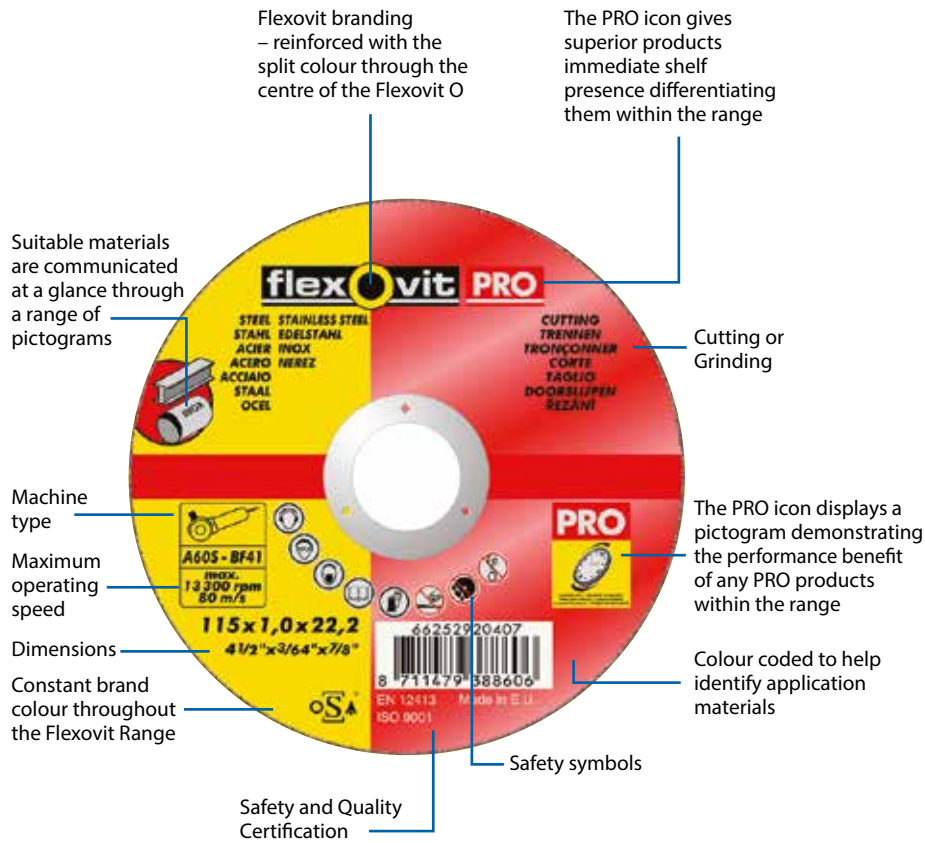 Flexovit branding
– reinforced with the
split colour through the
centre of the Flexovit O
The PRO icon gives
superior products
immediate shelf
presence differentiating
them within the range
Suitable materials
are communicated
at a glance through
a range of
pictograms
flexovit PRO
STEEL STAINLESS STEEL
STAHL EDELSTAHL
ACIER INOX
ACERO NEREZ
ACCIAIO
STAAL
OCEL
CUTTING
TRENNEN
TRONÇONNER
CORTE
TAGLIO
DOORSLIJPEN
ŘEZÁNÍ
Cutting or
Grinding
INOX
Machine
type
Maximum
operating
speed
Dimensions
Constant brand
colour throughout
the Flexovit Range
A60S - BF41
max.
13 300 rpm
80 m/s
115x1,0x22,2
4 1/2"x3/64"x7/8"
oSA
PRO
The PRO icon displays a
pictogram demonstrating
the performance benefit
of any PRO products
within the range
66252920407
8 711479 388606
EN 12413 Made in E.U.
ISO 9001
Colour coded to help
identify application
materials
Safety symbols
Safety and Quality
Certification